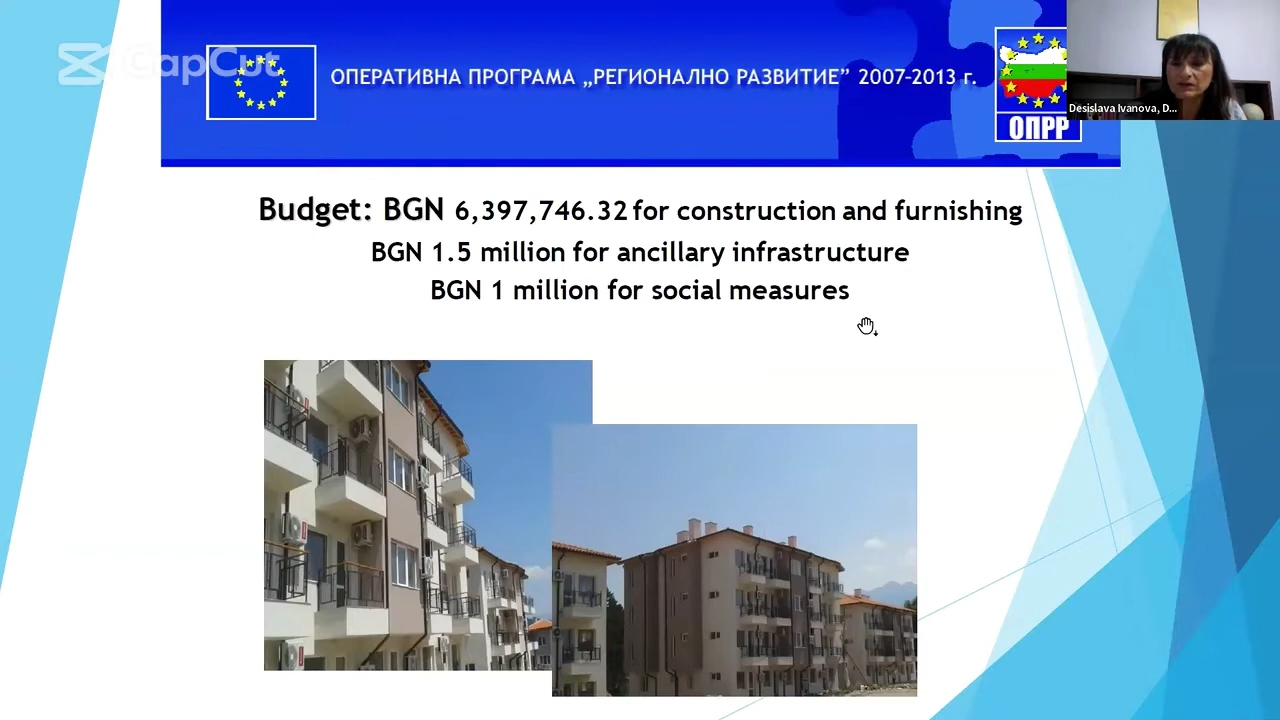 CapCut
ОПЕРАТИВНА ПРОГРАМА „РЕГИОНАЛНО РАЗВИТИЕ” 2007-2013 г.
ОПРР
Desislava Ivanova, D...
Budget: BGN 6,397,746.32 for construction and furnishing
BGN 1.5 million for ancillary infrastructure
BGN 1 million for social measures